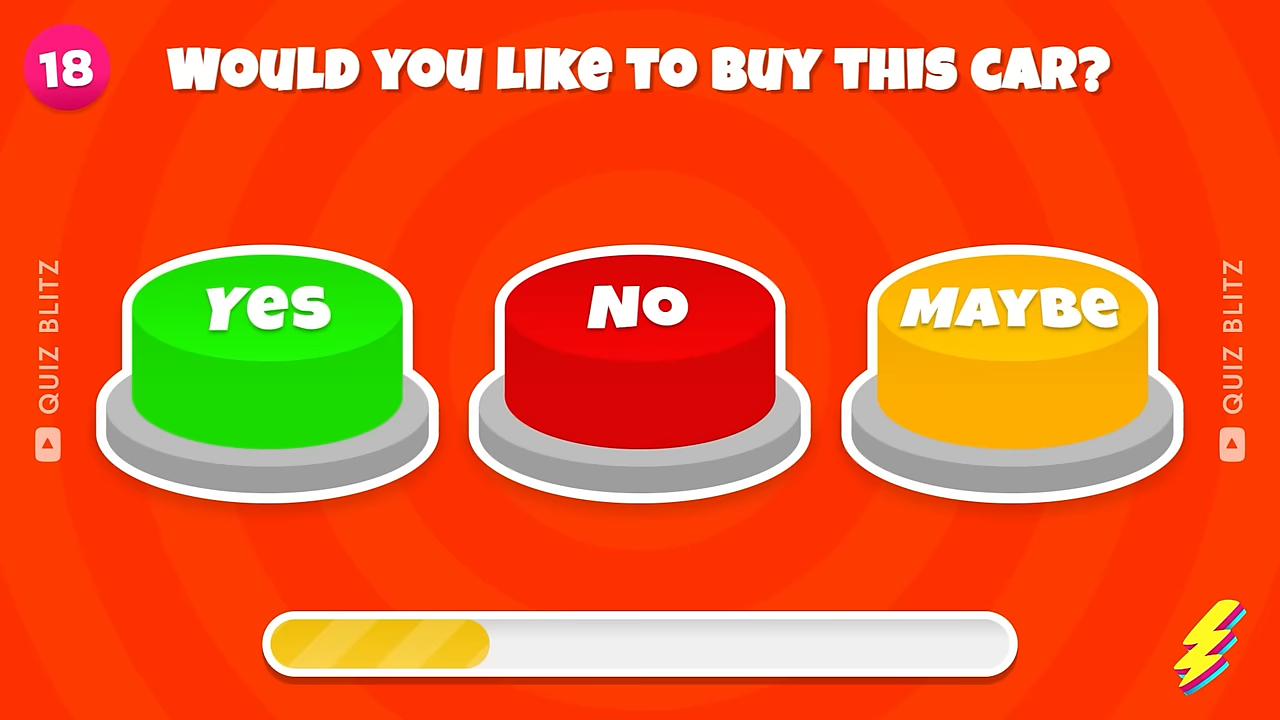 18
WOULD YOU LIKE TO BUY THIS CAR?
YES
NO
MAYBE
QUIZ BLITZ
QUIZ BLITZ